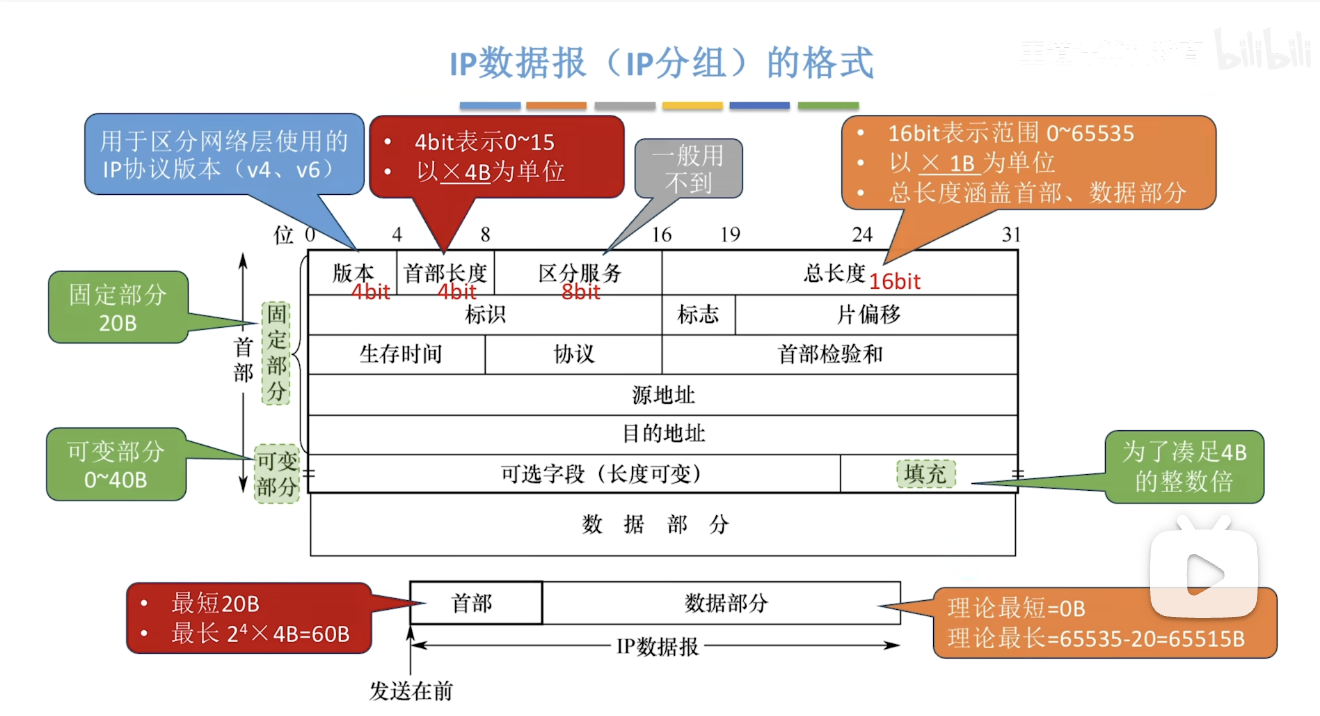 IP数据报（IP分组）的格式
bilibili
用于区分网络层使用的
IP协议版本（v4、v6）
• 4bit表示0~15
• 以×4B为单位
一般用
不到
• 16bit表示范围 0~65535
• 以 × 1B 为单位
• 总长度涵盖首部、数据部分
位 0 4 8 16 19 24 31
版本 首部长度 区分服务 总长度
4bit 4bit 8bit 16bit
固定部分
20B
标识 标志 片偏移
固定部分
首部
生存时间 协议 首部检验和
源地址
目的地址
可变部分
0~40B
可变
部分
可选字段（长度可变） 填充
为了凑足4B
的整数倍
数 据 部 分
• 最短20B
• 最长 2⁴×4B=60B
首部 数据部分
理论最短=0B
理论最长=65535-20=65515B
IP数据报
发送在前